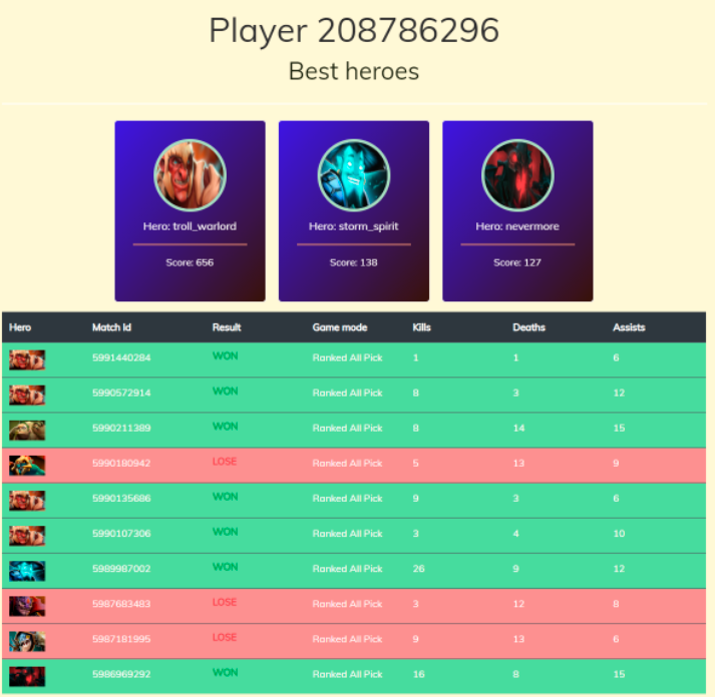 Player 208786296
Best heroes
Hero: troll_warlord
Score: 656
Hero: storm_spirit
Score: 138
Hero: nevermore
Score: 127
Hero Match Id Result Game mode Kills Deaths Assists
5991440284 WON Ranked All Pick 1 1 6
5990572914 WON Ranked All Pick 8 3 12
5990211389 WON Ranked All Pick 8 14 15
5990180942 LOSE Ranked All Pick 5 13 9
5990135686 WON Ranked All Pick 9 3 6
5990107306 WON Ranked All Pick 3 4 10
5989987002 WON Ranked All Pick 26 9 12
5987683483 LOSE Ranked All Pick 3 12 8
5987181995 LOSE Ranked All Pick 9 13 6
5986969292 WON Ranked All Pick 16 8 15